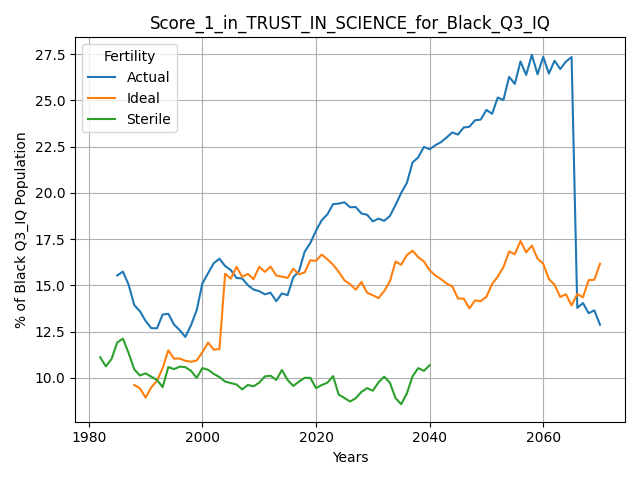 Score_1_in_TRUST_IN_SCIENCE_for_Black_Q3_IQ
Fertility
Actual
Ideal
Sterile
% of Black Q3_IQ Population
27.5
25.0
22.5
20.0
17.5
15.0
12.5
10.0
1980
2000
2020
2040
2060
Years